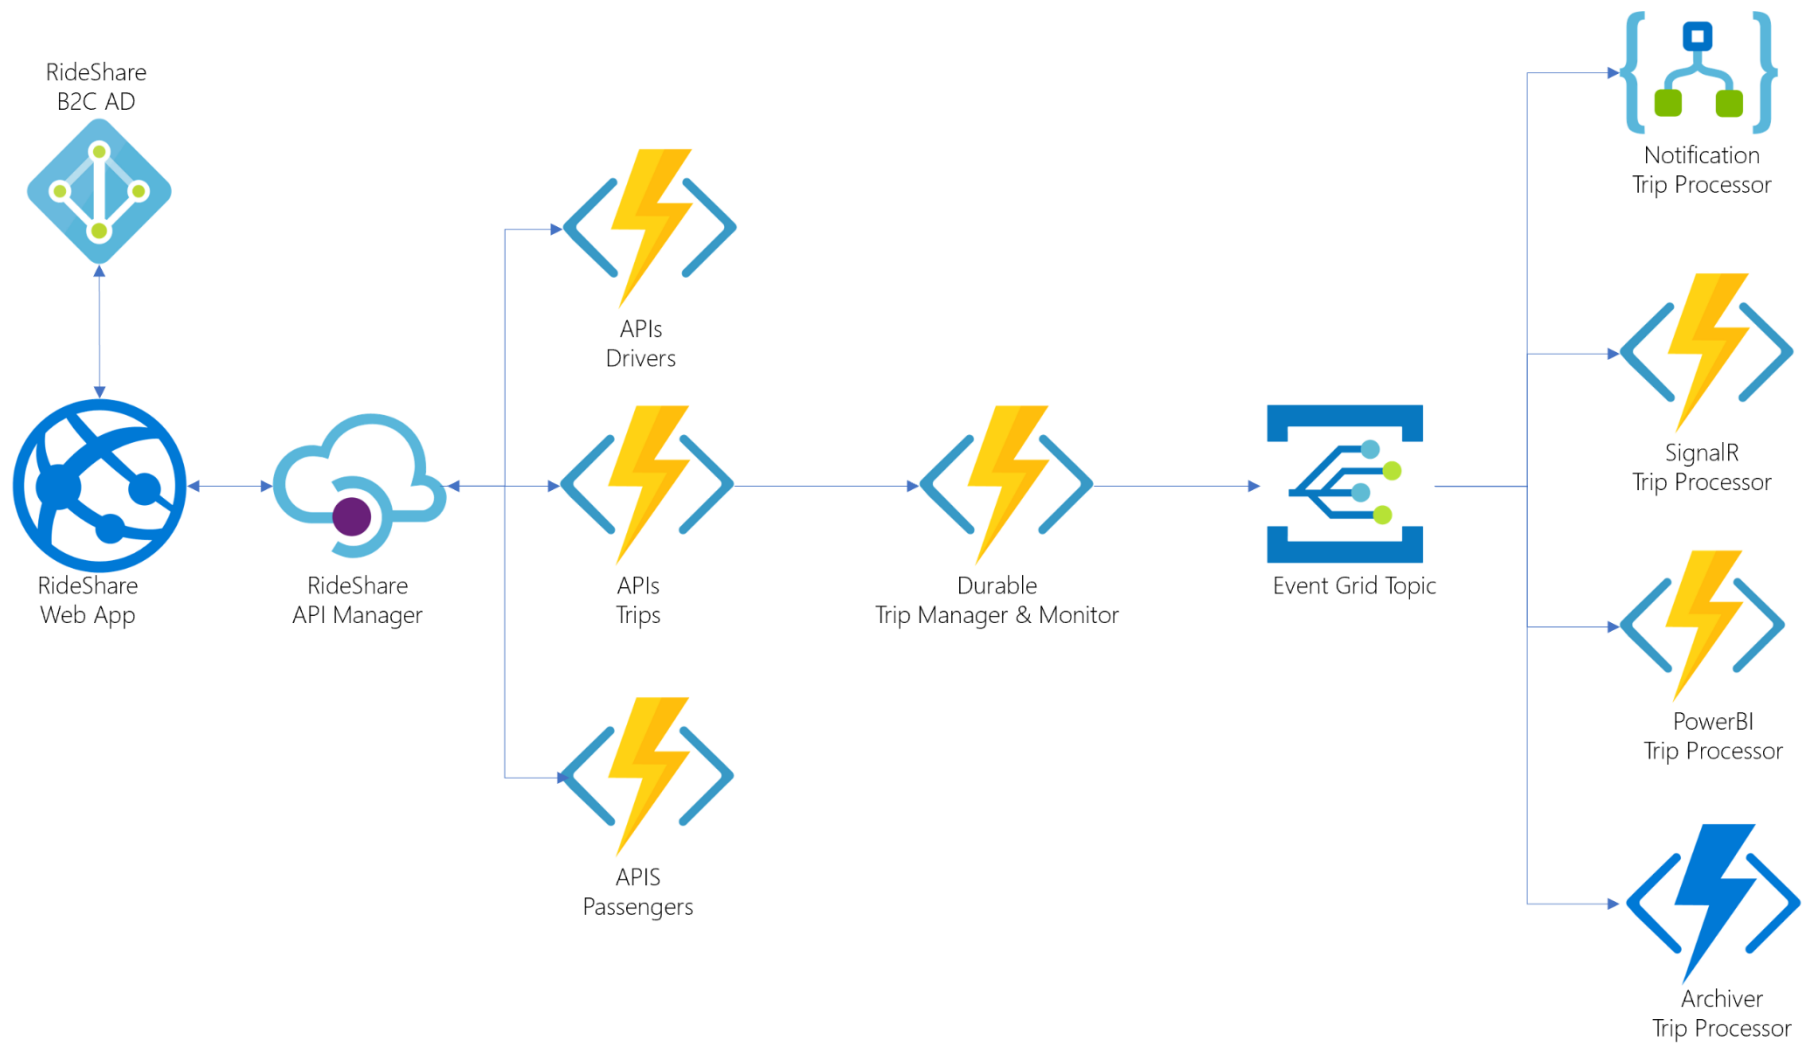 RideShare
B2C AD
RideShare
Web App
RideShare
API Manager
APIs
Drivers
APIs
Trips
APIS
Passengers
Durable
Trip Manager & Monitor
Event Grid Topic
Notification
Trip Processor
SignalR
Trip Processor
PowerBI
Trip Processor
Archiver
Trip Processor